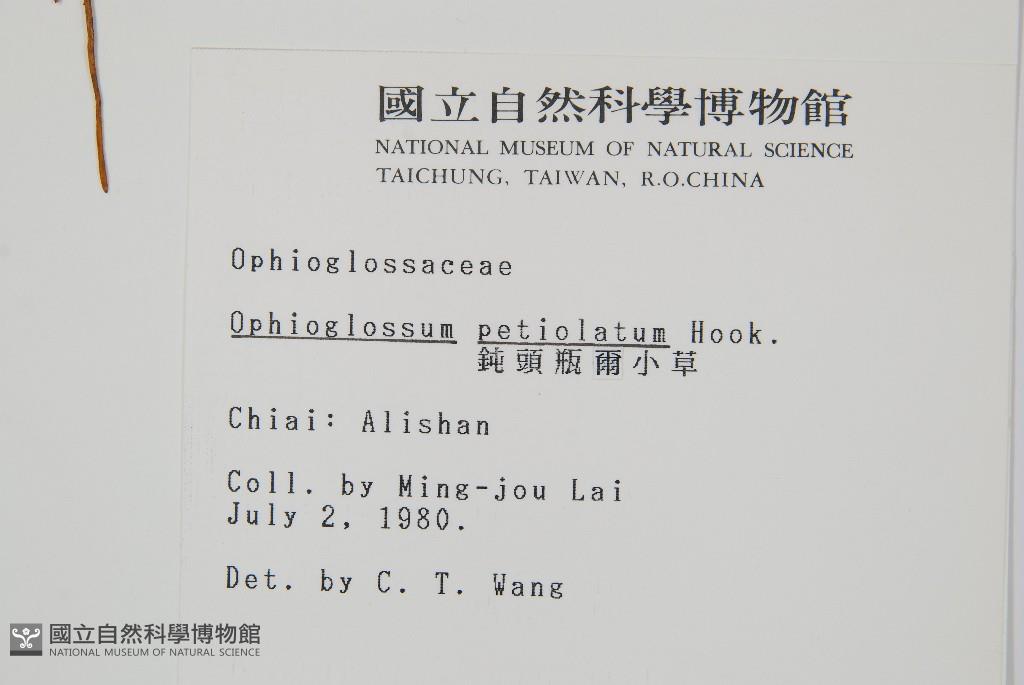 國立自然科學博物館
NATIONAL MUSEUM OF NATURAL SCIENCE
TAICHUNG, TAIWAN, R.O.CHINA
Ophioglossaceae
Ophioglossum petiolatum Hook.
鈍頭瓶爾小草
Chiai: Alishan
Coll. by Ming-jou Lai
July 2, 1980.
Det. by C. T. Wang
國立自然科學博物館
NATIONAL MUSEUM OF NATURAL SCIENCE